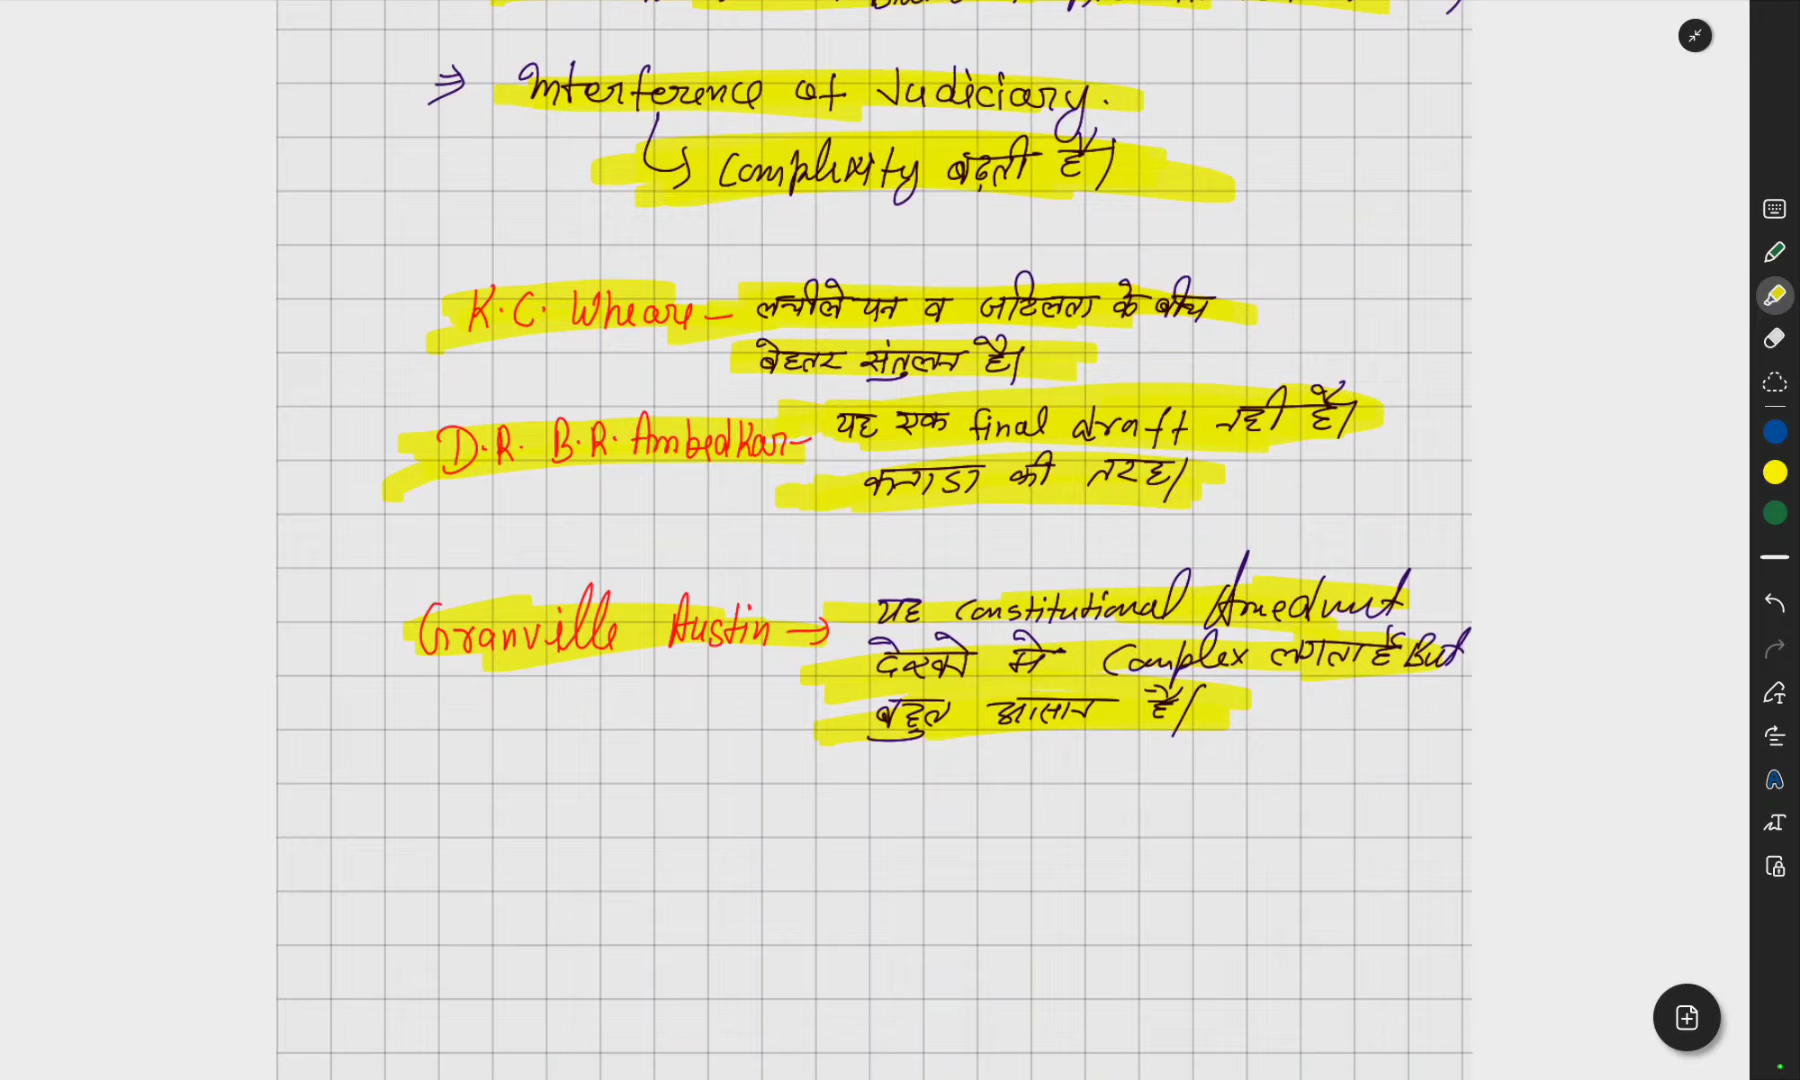 ⇒ Interference of Judiciary.
↳ Complexity बढ़ती है।
K.C. Wheare – लचीले पन व जटिलता के बीच
बेहतर संतुलन है।
D.R. B.R. Ambedkar – यह एक final draft नही है।
कनाडा की तरह।
Granville Austin → यह Constitutional Amedmnt
देखने मे Complex लगता है But
बहुत आसान है।